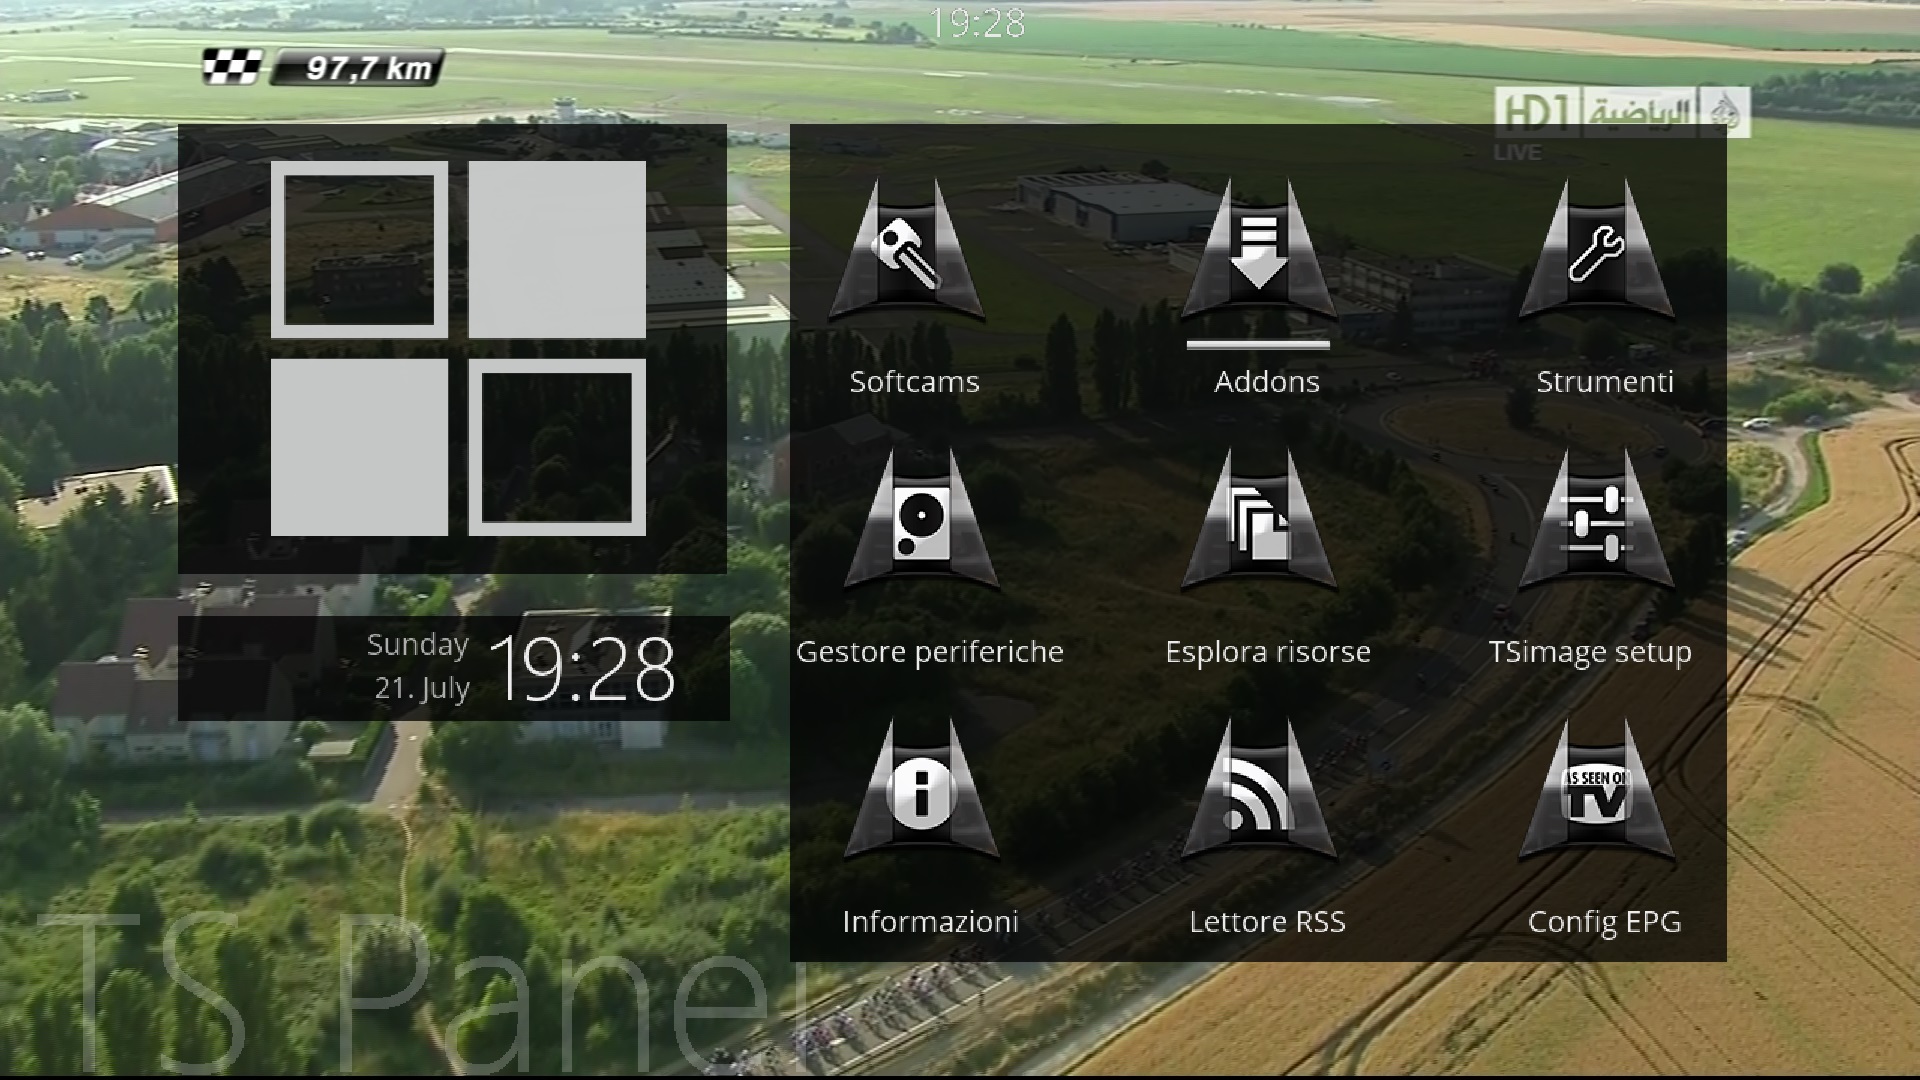 19:28
97,7 km
HD1 الرياضية
LIVE
Softcams
Addons
Strumenti
Sunday
21. July
19:28
Gestore periferiche
Esplora risorse
TSimage setup
AS SEEN ON
TV
Informazioni
Lettore RSS
Config EPG
TS Panel